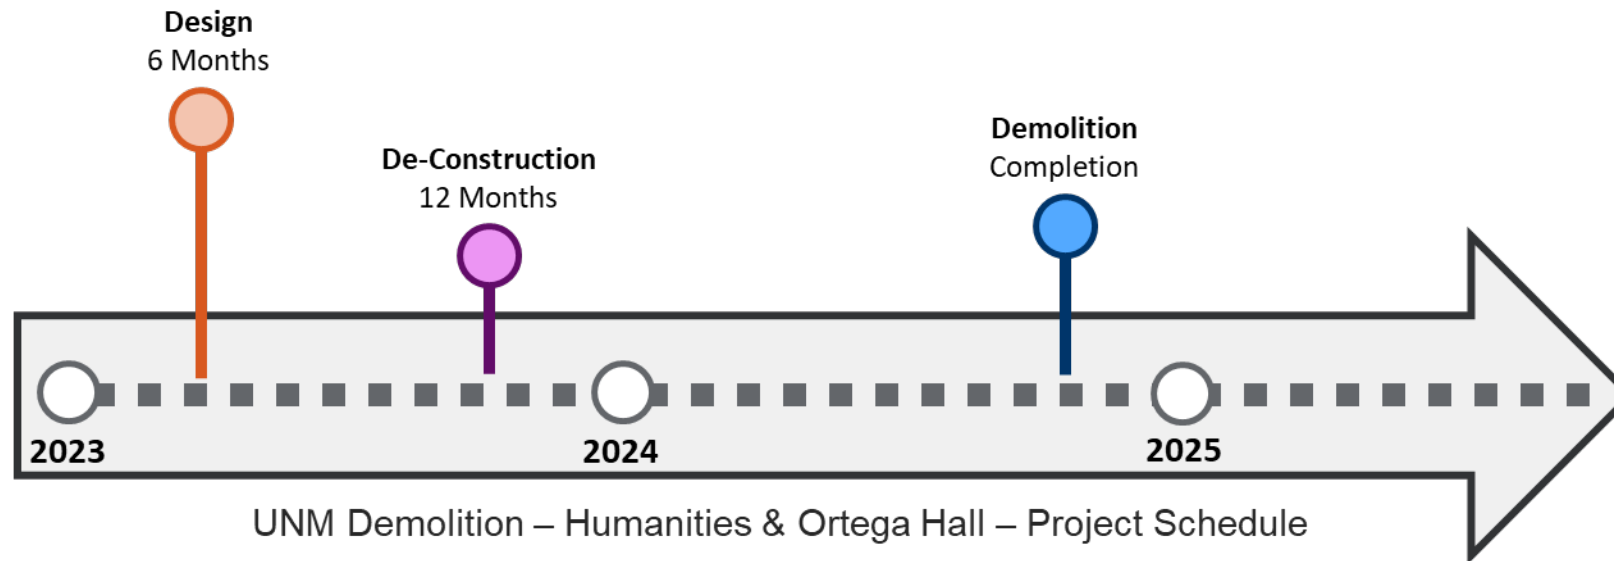 Design
6 Months
De-Construction
12 Months
Demolition
Completion
2023
2024
2025
UNM Demolition – Humanities & Ortega Hall – Project Schedule